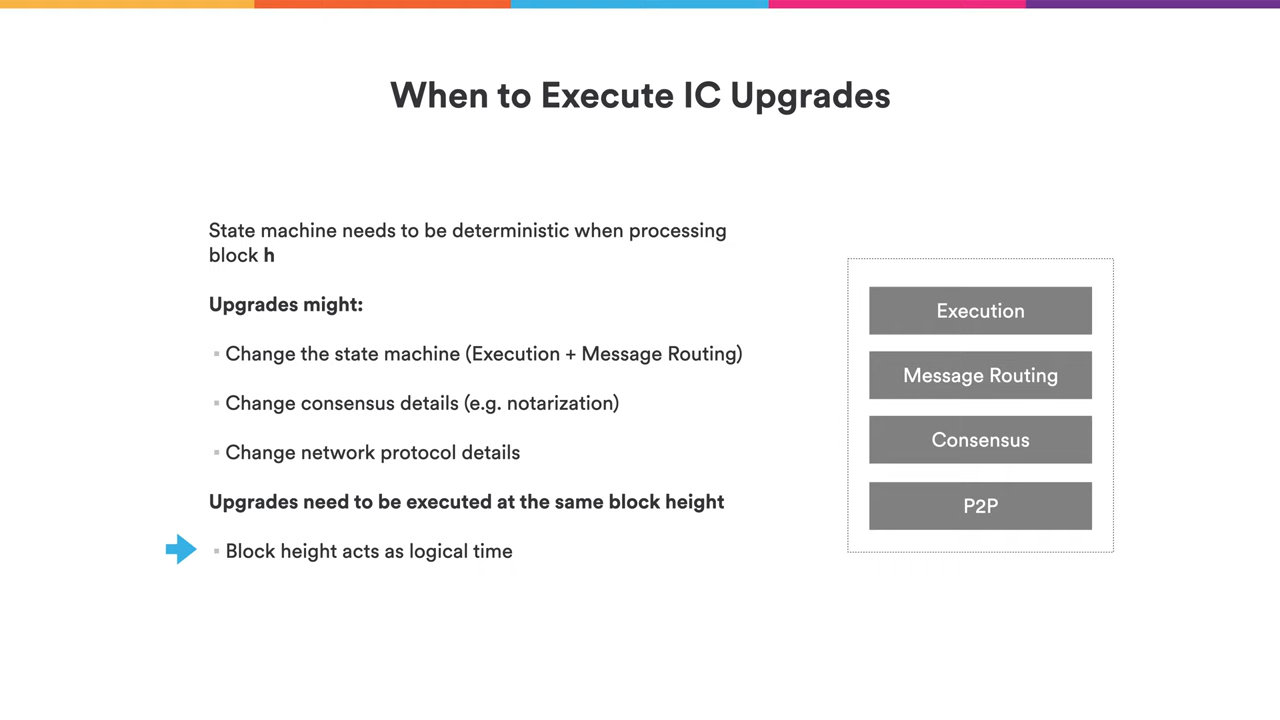 When to Execute IC Upgrades
State machine needs to be deterministic when processing
block h
Upgrades might:
▪ Change the state machine (Execution + Message Routing)
▪ Change consensus details (e.g. notarization)
▪ Change network protocol details
Upgrades need to be executed at the same block height
▪ Block height acts as logical time
Execution
Message Routing
Consensus
P2P